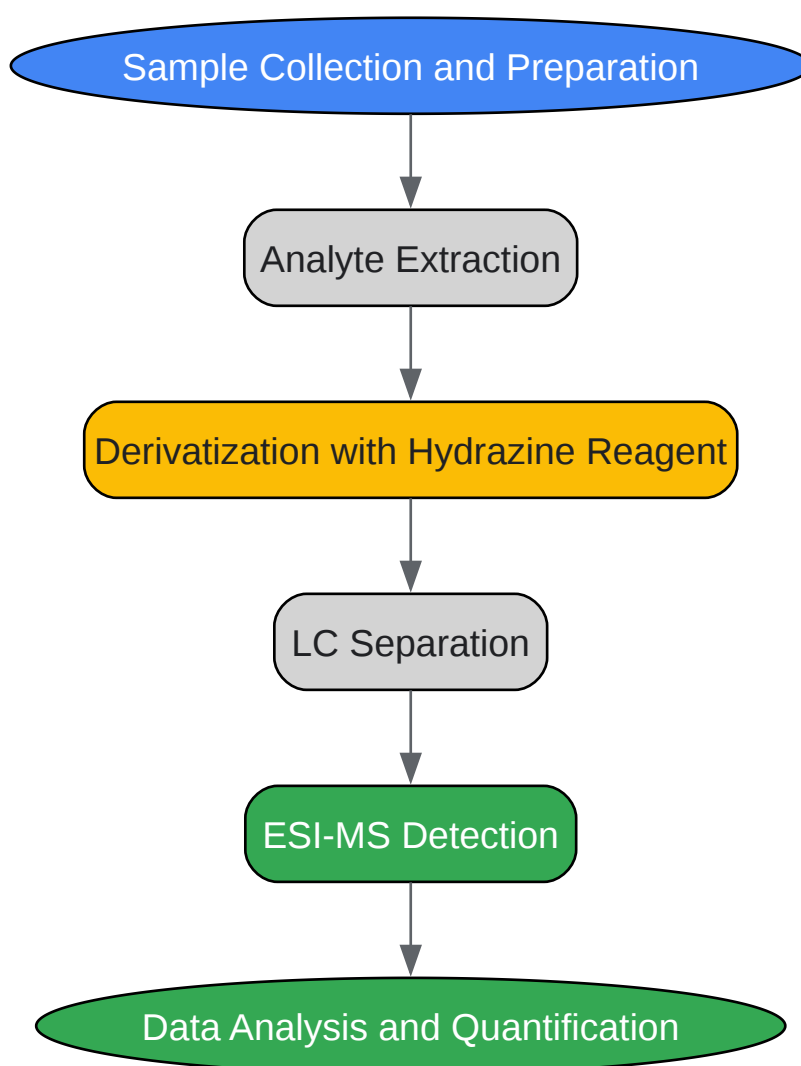 Sample Collection and Preparation
Analyte Extraction
Derivatization with Hydrazine Reagent
LC Separation
ESI-MS Detection
Data Analysis and Quantification